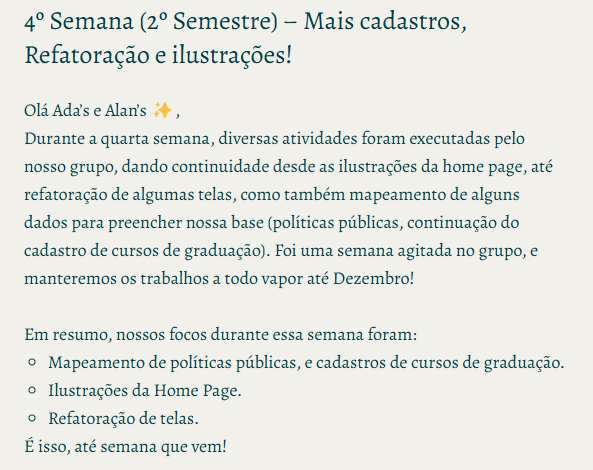 4º Semana (2º Semestre) – Mais cadastros,
Refatoração e ilustrações!
Olá Ada’s e Alan’s ✨ ,
Durante a quarta semana, diversas atividades foram executadas pelo
nosso grupo, dando continuidade desde as ilustrações da home page, até
refatoração de algumas telas, como também mapeamento de alguns
dados para preencher nossa base (políticas públicas, continuação do
cadastro de cursos de graduação). Foi uma semana agitada no grupo, e
manteremos os trabalhos a todo vapor até Dezembro!
Em resumo, nossos focos durante essa semana foram:
◦ Mapeamento de políticas públicas, e cadastros de cursos de graduação.
◦ Ilustrações da Home Page.
◦ Refatoração de telas.
É isso, até semana que vem!